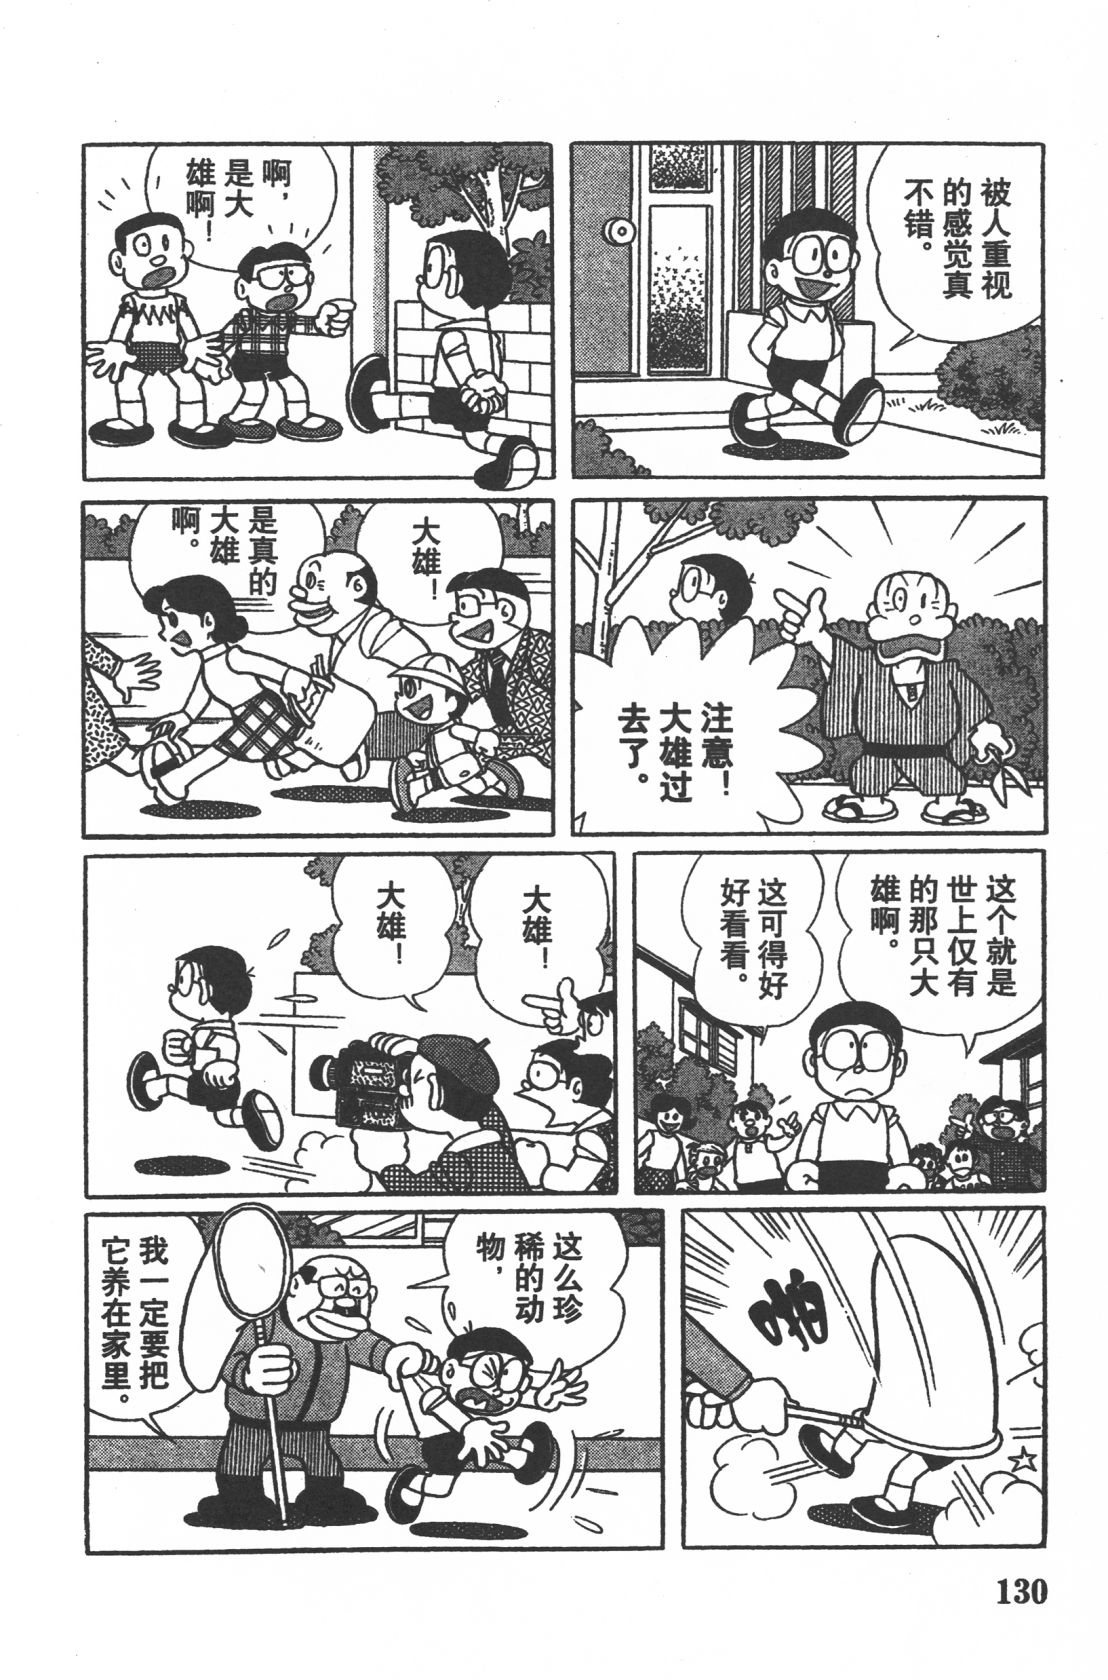 被人重视
的感觉真
不错。
啊，
是大
雄啊！
注意！
大雄过
去了。
大雄！
是真的
大雄
啊。
这个就是
世上仅有
的那只大
雄啊。
这可得好
好看看。
大雄！
大雄！
啪
这么珍
稀的动
物，
我一定要把
它养在家里。
130